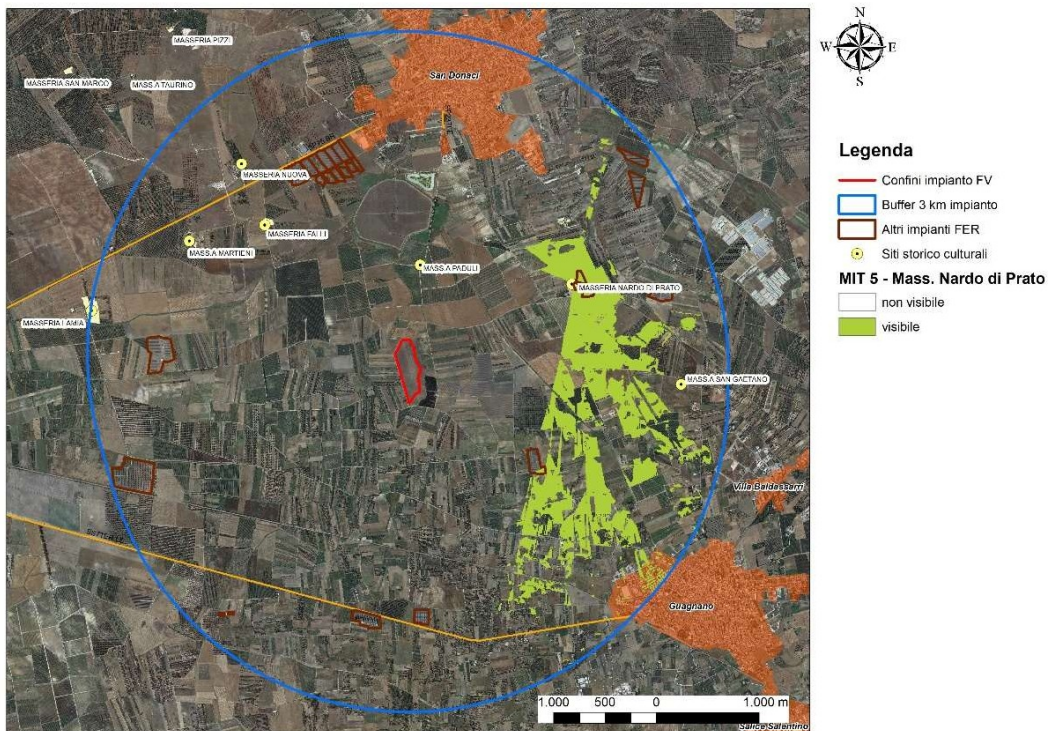 MASSERIA PIZZI
MASSERIA SAN MARCO
MASS.A TAURINO
San Donaci
MASSERIA NUOVA
MASSERIA FALLI
MASS.A MARTIENI
MASS.A PADULI
MASSERIA NARDO DI PRATO
MASSERIA LAMIA
MASS.A SAN GAETANO
Villa Baldassarri
Guagnano
1.000 500 0 1.000 m
Salice Salentino
N
W E
S
Legenda
Confini impianto FV
Buffer 3 km impianto
Altri impianti FER
Siti storico culturali
MIT 5 - Mass. Nardo di Prato
non visibile
visibile